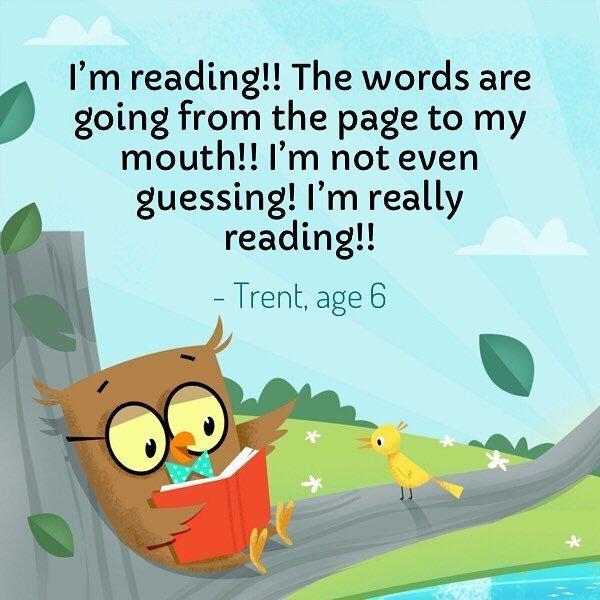 I'm reading!! The words are
going from the page to my
mouth!! I'm not even
guessing! I'm really
reading!!
- Trent, age 6